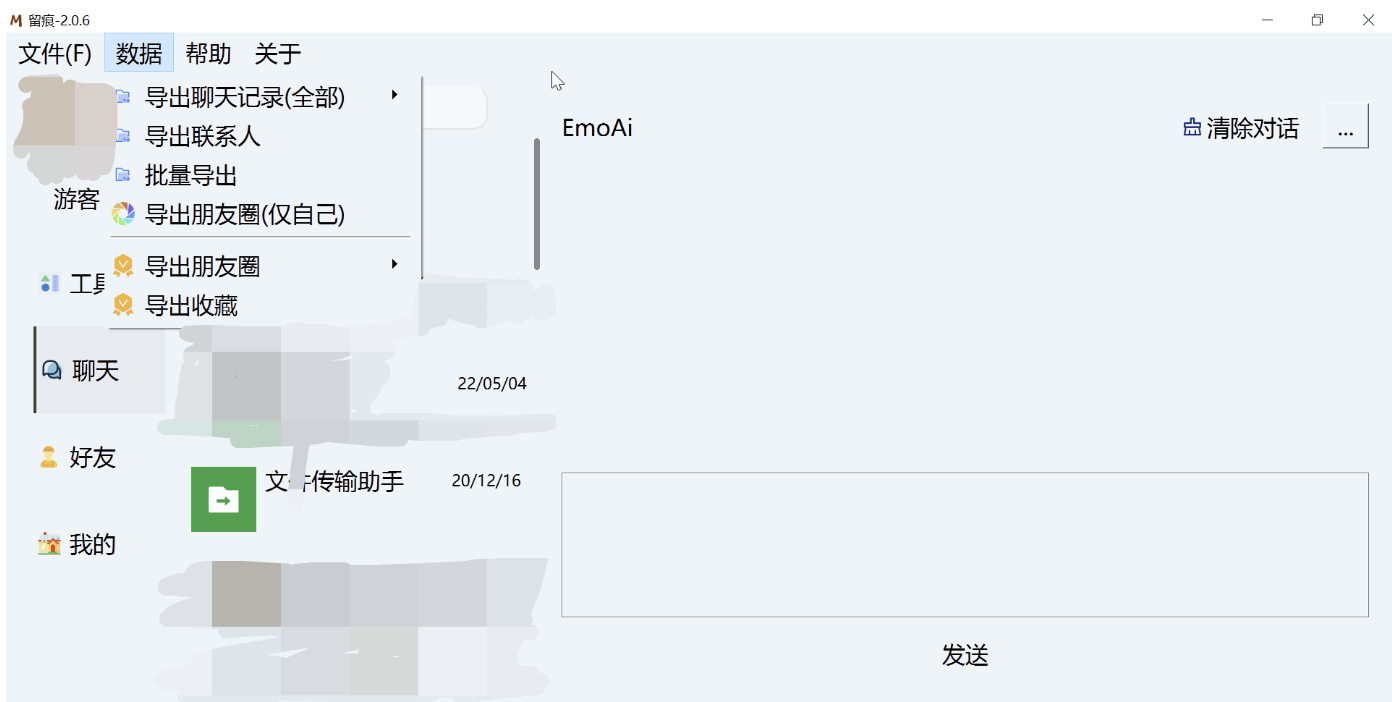 留痕-2.0.6
文件(F) 数据 帮助 关于
导出聊天记录(全部)
导出联系人
批量导出
导出朋友圈(仅自己)
导出朋友圈
导出收藏
游客
工具
聊天
好友
我的
22/05/04
文件传输助手 20/12/16
EmoAi
清除对话
...
发送